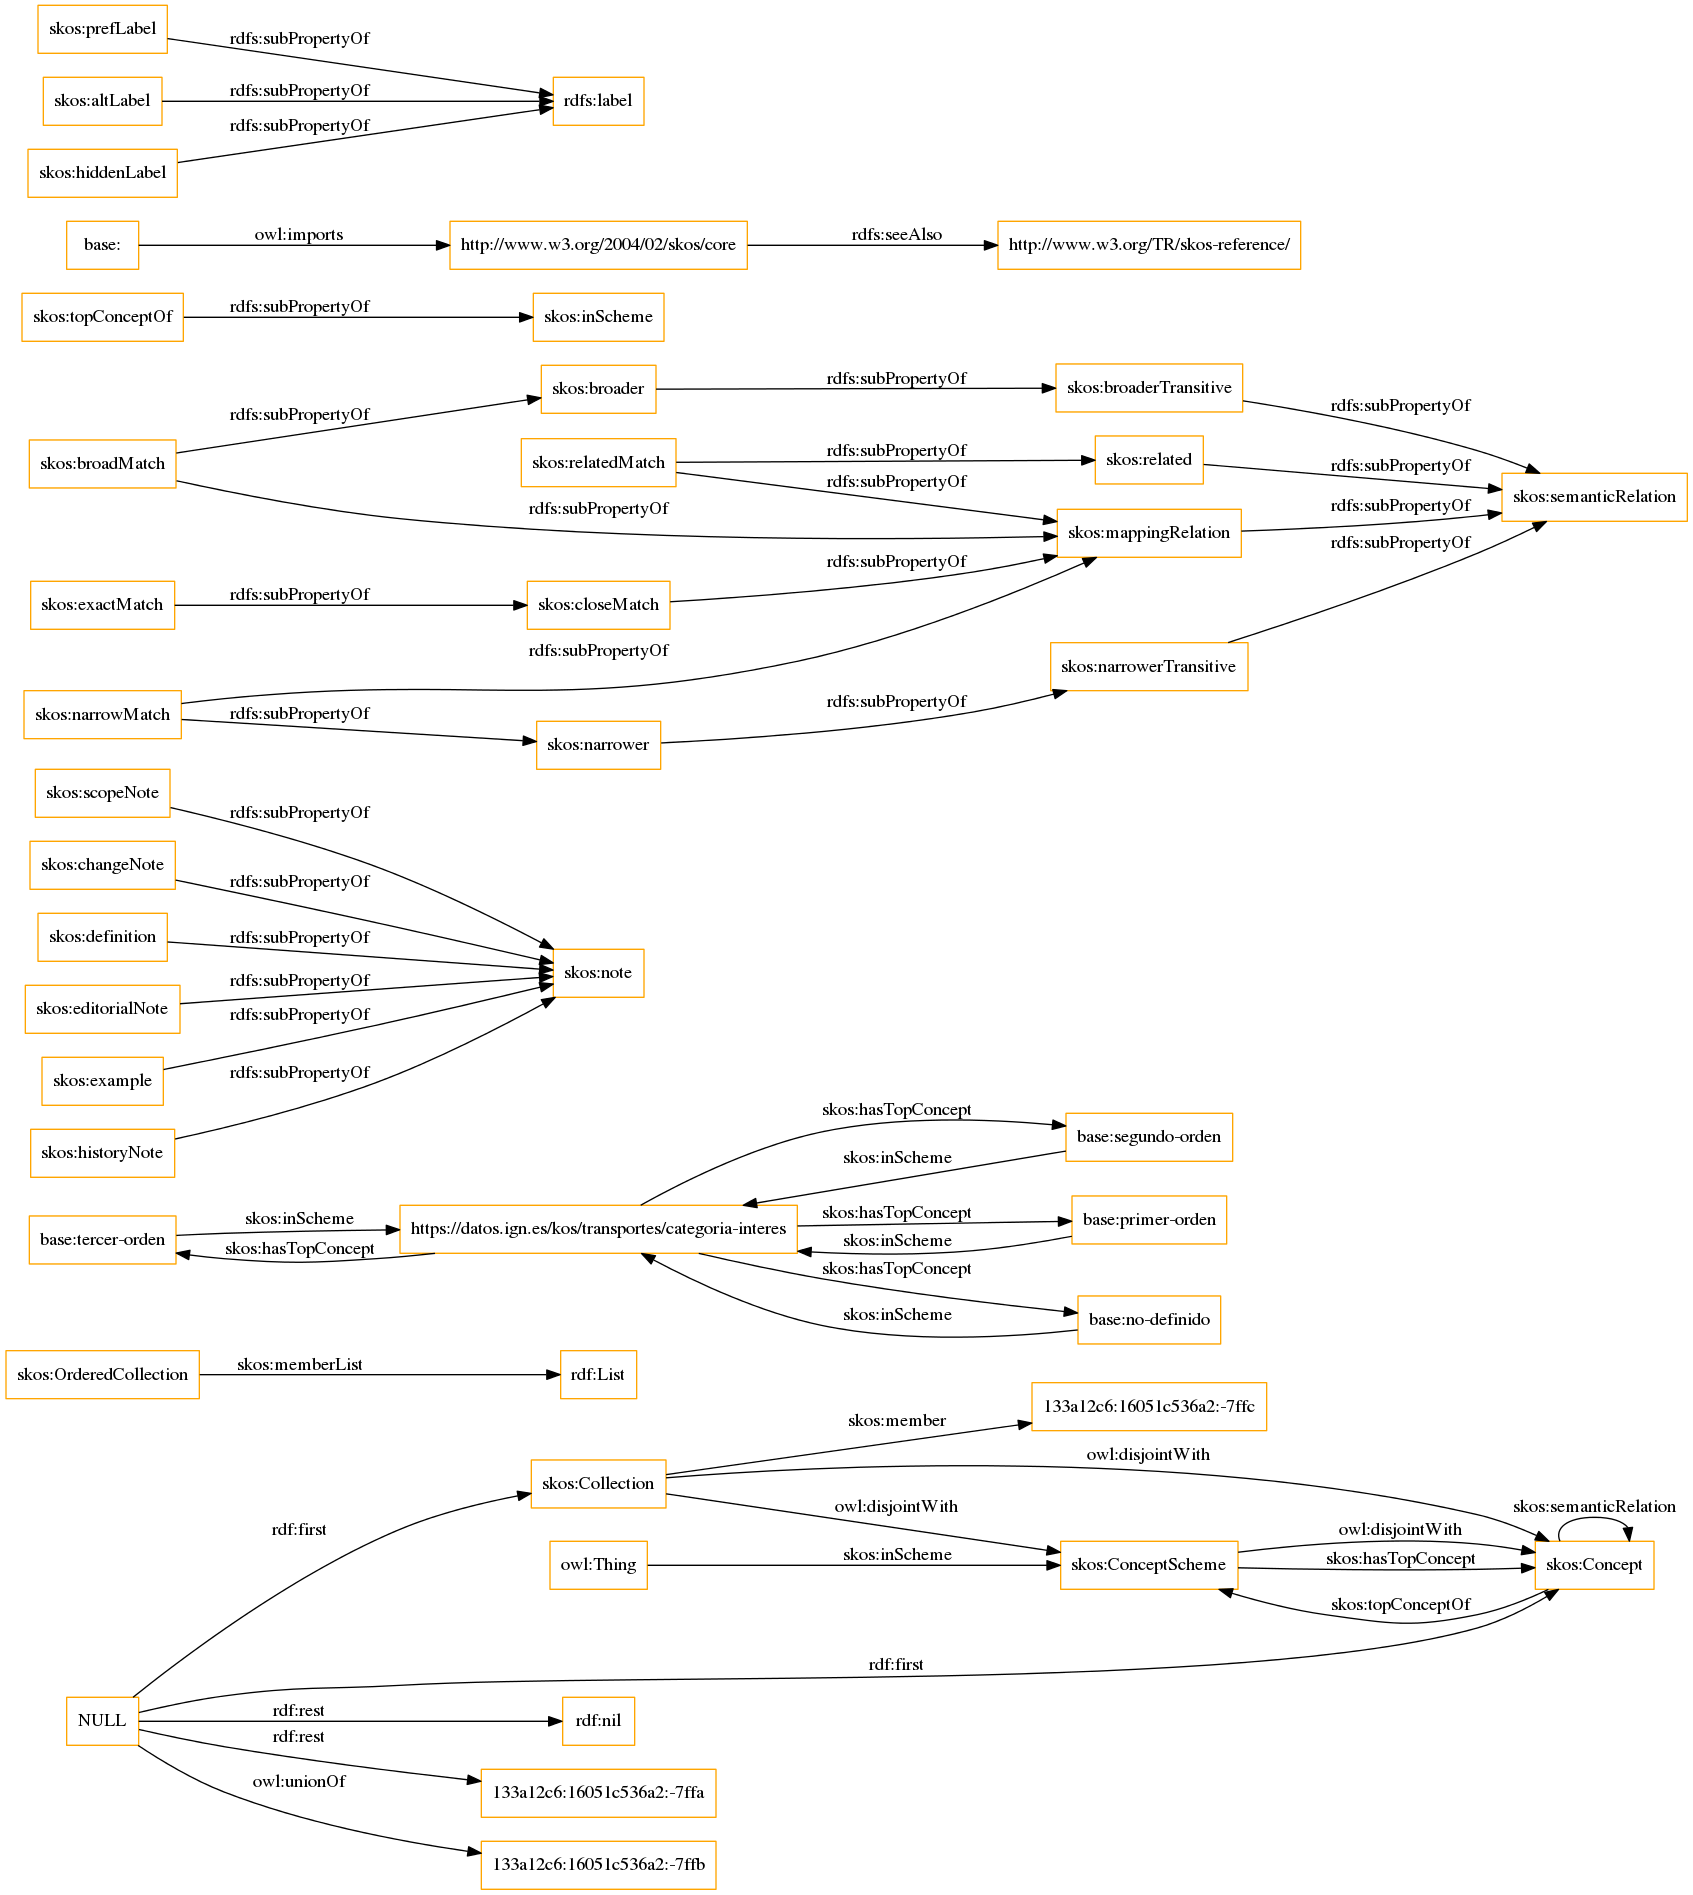 skos:prefLabel
rdfs:subPropertyOf
skos:altLabel
rdfs:subPropertyOf
rdfs:label
skos:hiddenLabel
rdfs:subPropertyOf
base:
owl:imports
http://www.w3.org/2004/02/skos/core
rdfs:seeAlso
http://www.w3.org/TR/skos-reference/
skos:topConceptOf
rdfs:subPropertyOf
skos:inScheme
skos:broader
rdfs:subPropertyOf
skos:broaderTransitive
rdfs:subPropertyOf
rdfs:subPropertyOf
skos:broadMatch
skos:relatedMatch
rdfs:subPropertyOf
skos:related
rdfs:subPropertyOf
rdfs:subPropertyOf
skos:semanticRelation
rdfs:subPropertyOf
skos:mappingRelation
rdfs:subPropertyOf
rdfs:subPropertyOf
rdfs:subPropertyOf
skos:exactMatch
rdfs:subPropertyOf
skos:closeMatch
rdfs:subPropertyOf
skos:narrowerTransitive
skos:narrowMatch
rdfs:subPropertyOf
skos:narrower
rdfs:subPropertyOf
skos:scopeNote
rdfs:subPropertyOf
skos:changeNote
rdfs:subPropertyOf
skos:definition
rdfs:subPropertyOf
skos:note
skos:editorialNote
rdfs:subPropertyOf
skos:example
rdfs:subPropertyOf
skos:historyNote
rdfs:subPropertyOf
skos:hasTopConcept
base:segundo-orden
skos:inScheme
base:tercer-orden
skos:inScheme
skos:hasTopConcept
https://datos.ign.es/kos/transportes/categoria-interes
skos:hasTopConcept
base:primer-orden
skos:inScheme
skos:hasTopConcept
skos:inScheme
base:no-definido
skos:OrderedCollection
skos:memberList
rdf:List
133a12c6:16051c536a2:-7ffc
skos:member
owl:disjointWith
skos:Collection
owl:disjointWith
skos:semanticRelation
rdf:first
owl:Thing
skos:inScheme
skos:ConceptScheme
owl:disjointWith
skos:hasTopConcept
skos:Concept
skos:topConceptOf
rdf:first
NULL
rdf:rest
rdf:nil
rdf:rest
133a12c6:16051c536a2:-7ffa
owl:unionOf
133a12c6:16051c536a2:-7ffb